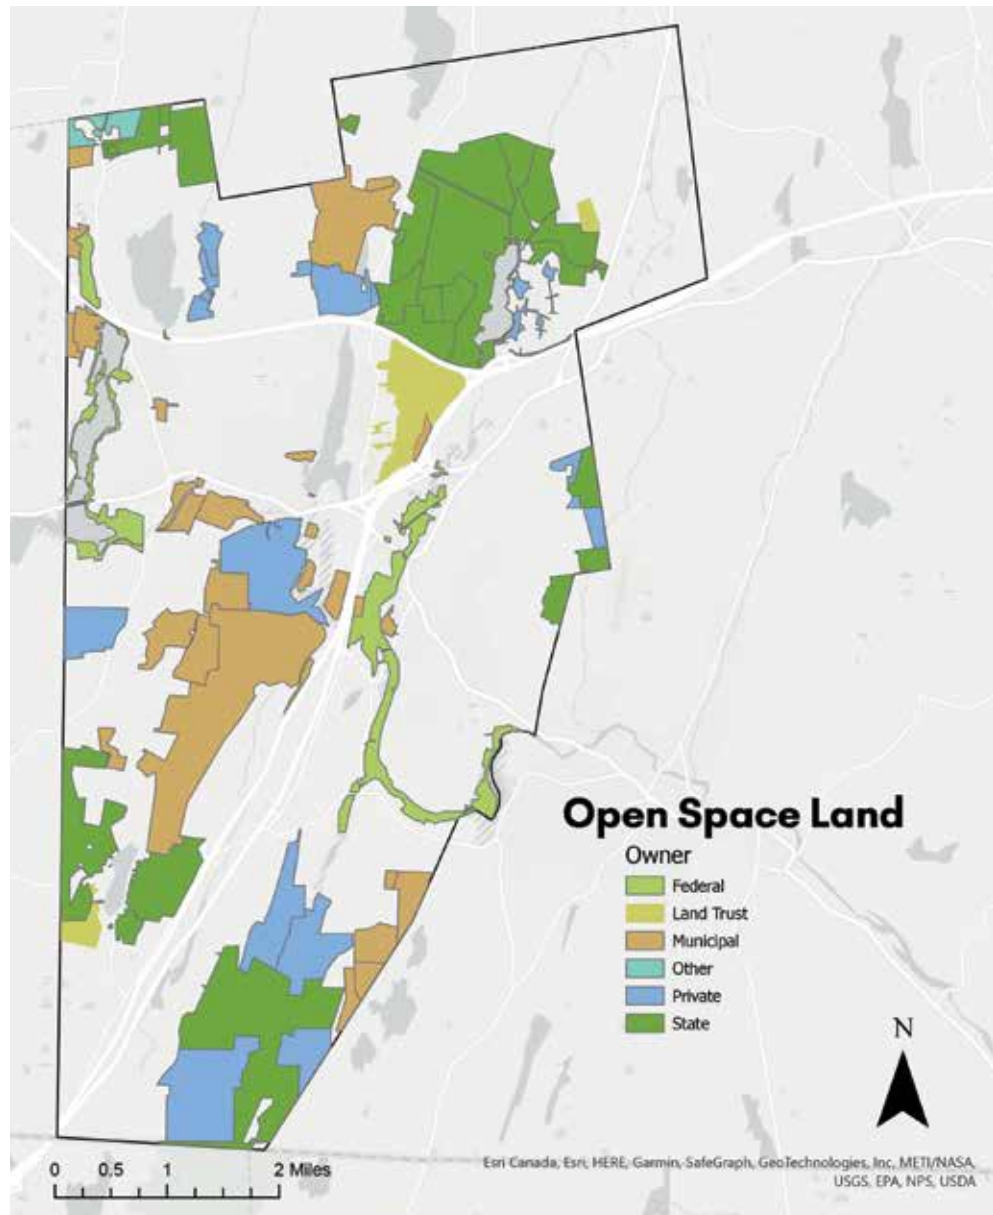 Open Space Land
Owner
Federal
Land Trust
Municipal
Other
Private
State
N
0 0.5 1 2 Miles
Esri Canada, Esri, HERE, Garmin, SafeGraph, GeoTechnologies, Inc, METI/NASA,
USGS, EPA, NPS, USDA